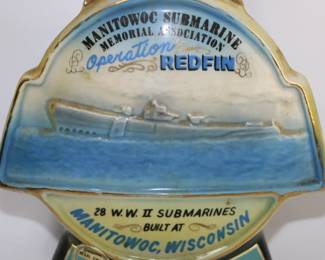 MANITOWOC SUBMARINE
MEMORIAL ASSOCIATION
Operation
REDFIN
28 W.W. II SUBMARINES
BUILT AT
MANITOWOC, WISCONSIN